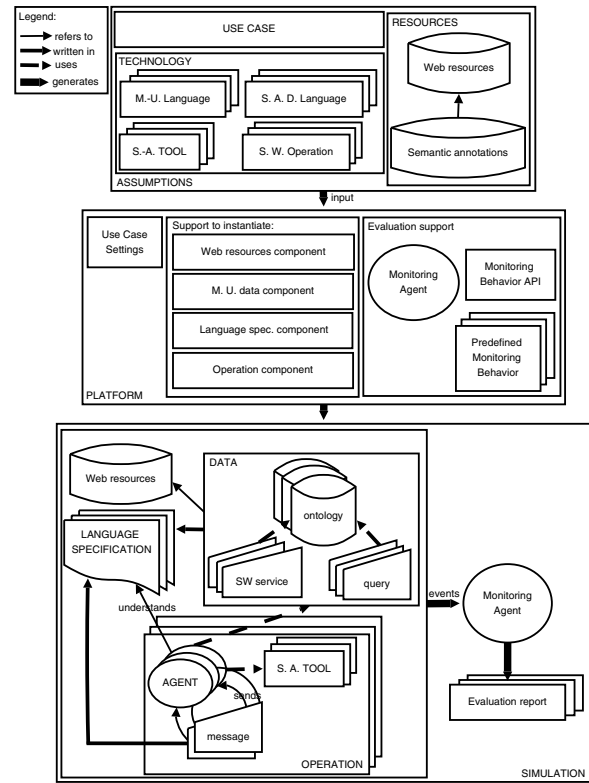 Legend:
refers to
written in
uses
generates
USE CASE
TECHNOLOGY
M.-U. Language
S. A. D. Language
S.-A. TOOL
S. W. Operation
ASSUMPTIONS
RESOURCES
Web resources
Semantic annotations
input
Use Case
Settings
Support to instantiate:
Web resources component
M. U. data component
Language spec. component
Operation component
Evaluation support
Monitoring
Agent
Monitoring
Behavior API
Predefined
Monitoring
Behavior
PLATFORM
Web resources
DATA
ontology
LANGUAGE
SPECIFICATION
SW service
query
understands
events
Monitoring
Agent
AGENT
S. A. TOOL
sends
message
Evaluation report
OPERATION
SIMULATION